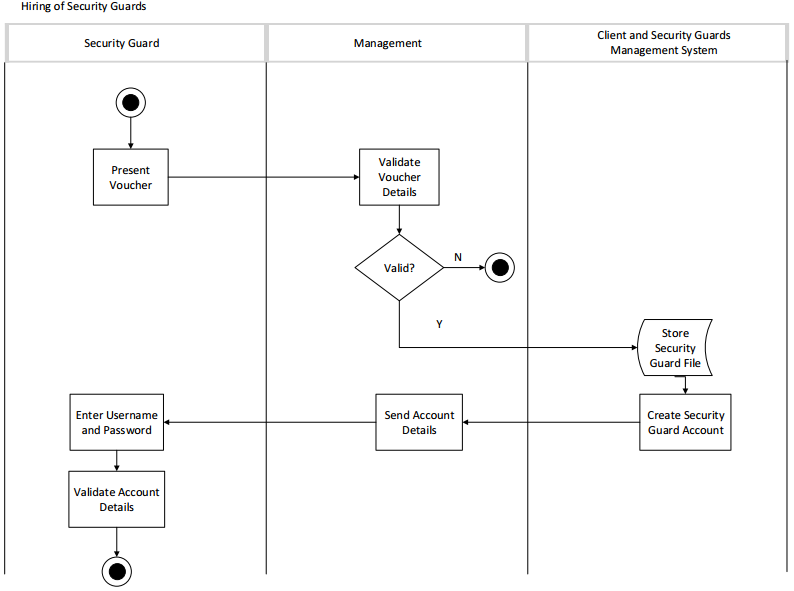 Hiring of Security Guards
Security Guard
Management
Client and Security Guards
Management System
Present
Voucher
Validate
Voucher
Details
Valid?
N
Y
Store
Security
Guard File
Enter Username
and Password
Send Account
Details
Create Security
Guard Account
Validate Account
Details